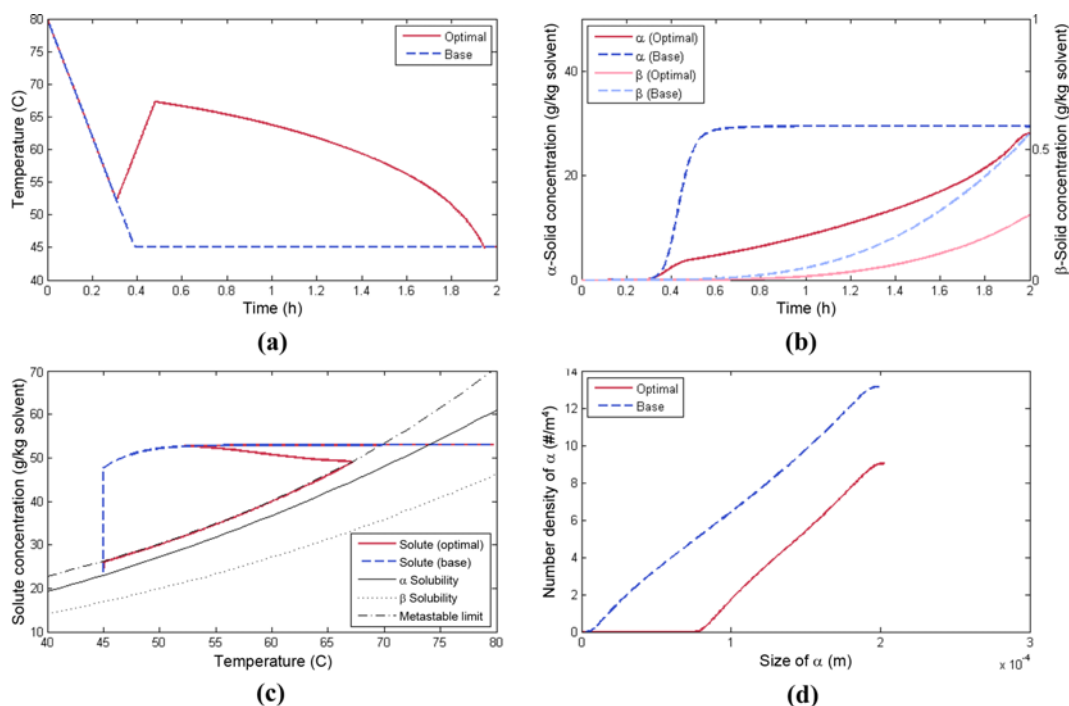 80
75
70
65
60
55
50
45
40
Temperature (C)
0 0.2 0.4 0.6 0.8 1 1.2 1.4 1.6 1.8 2
Time (h)
Optimal
Base
(a)
α-Solid concentration (g/kg solvent)
40
20
0
1
0.5
0
β-Solid concentration (g/kg solvent)
α (Optimal)
α (Base)
β (Optimal)
β (Base)
0 0.2 0.4 0.6 0.8 1 1.2 1.4 1.6 1.8 2
Time (h)
(b)
Solute concentration (g/kg solvent)
70
60
50
40
30
20
10
40 45 50 55 60 65 70 75 80
Temperature (C)
Solute (optimal)
Solute (base)
α Solubility
β Solubility
Metastable limit
(c)
Number density of α (#/m⁴)
14
12
10
8
6
4
2
0
Optimal
Base
0 1 2 3
Size of α (m)
x 10⁻⁴
(d)